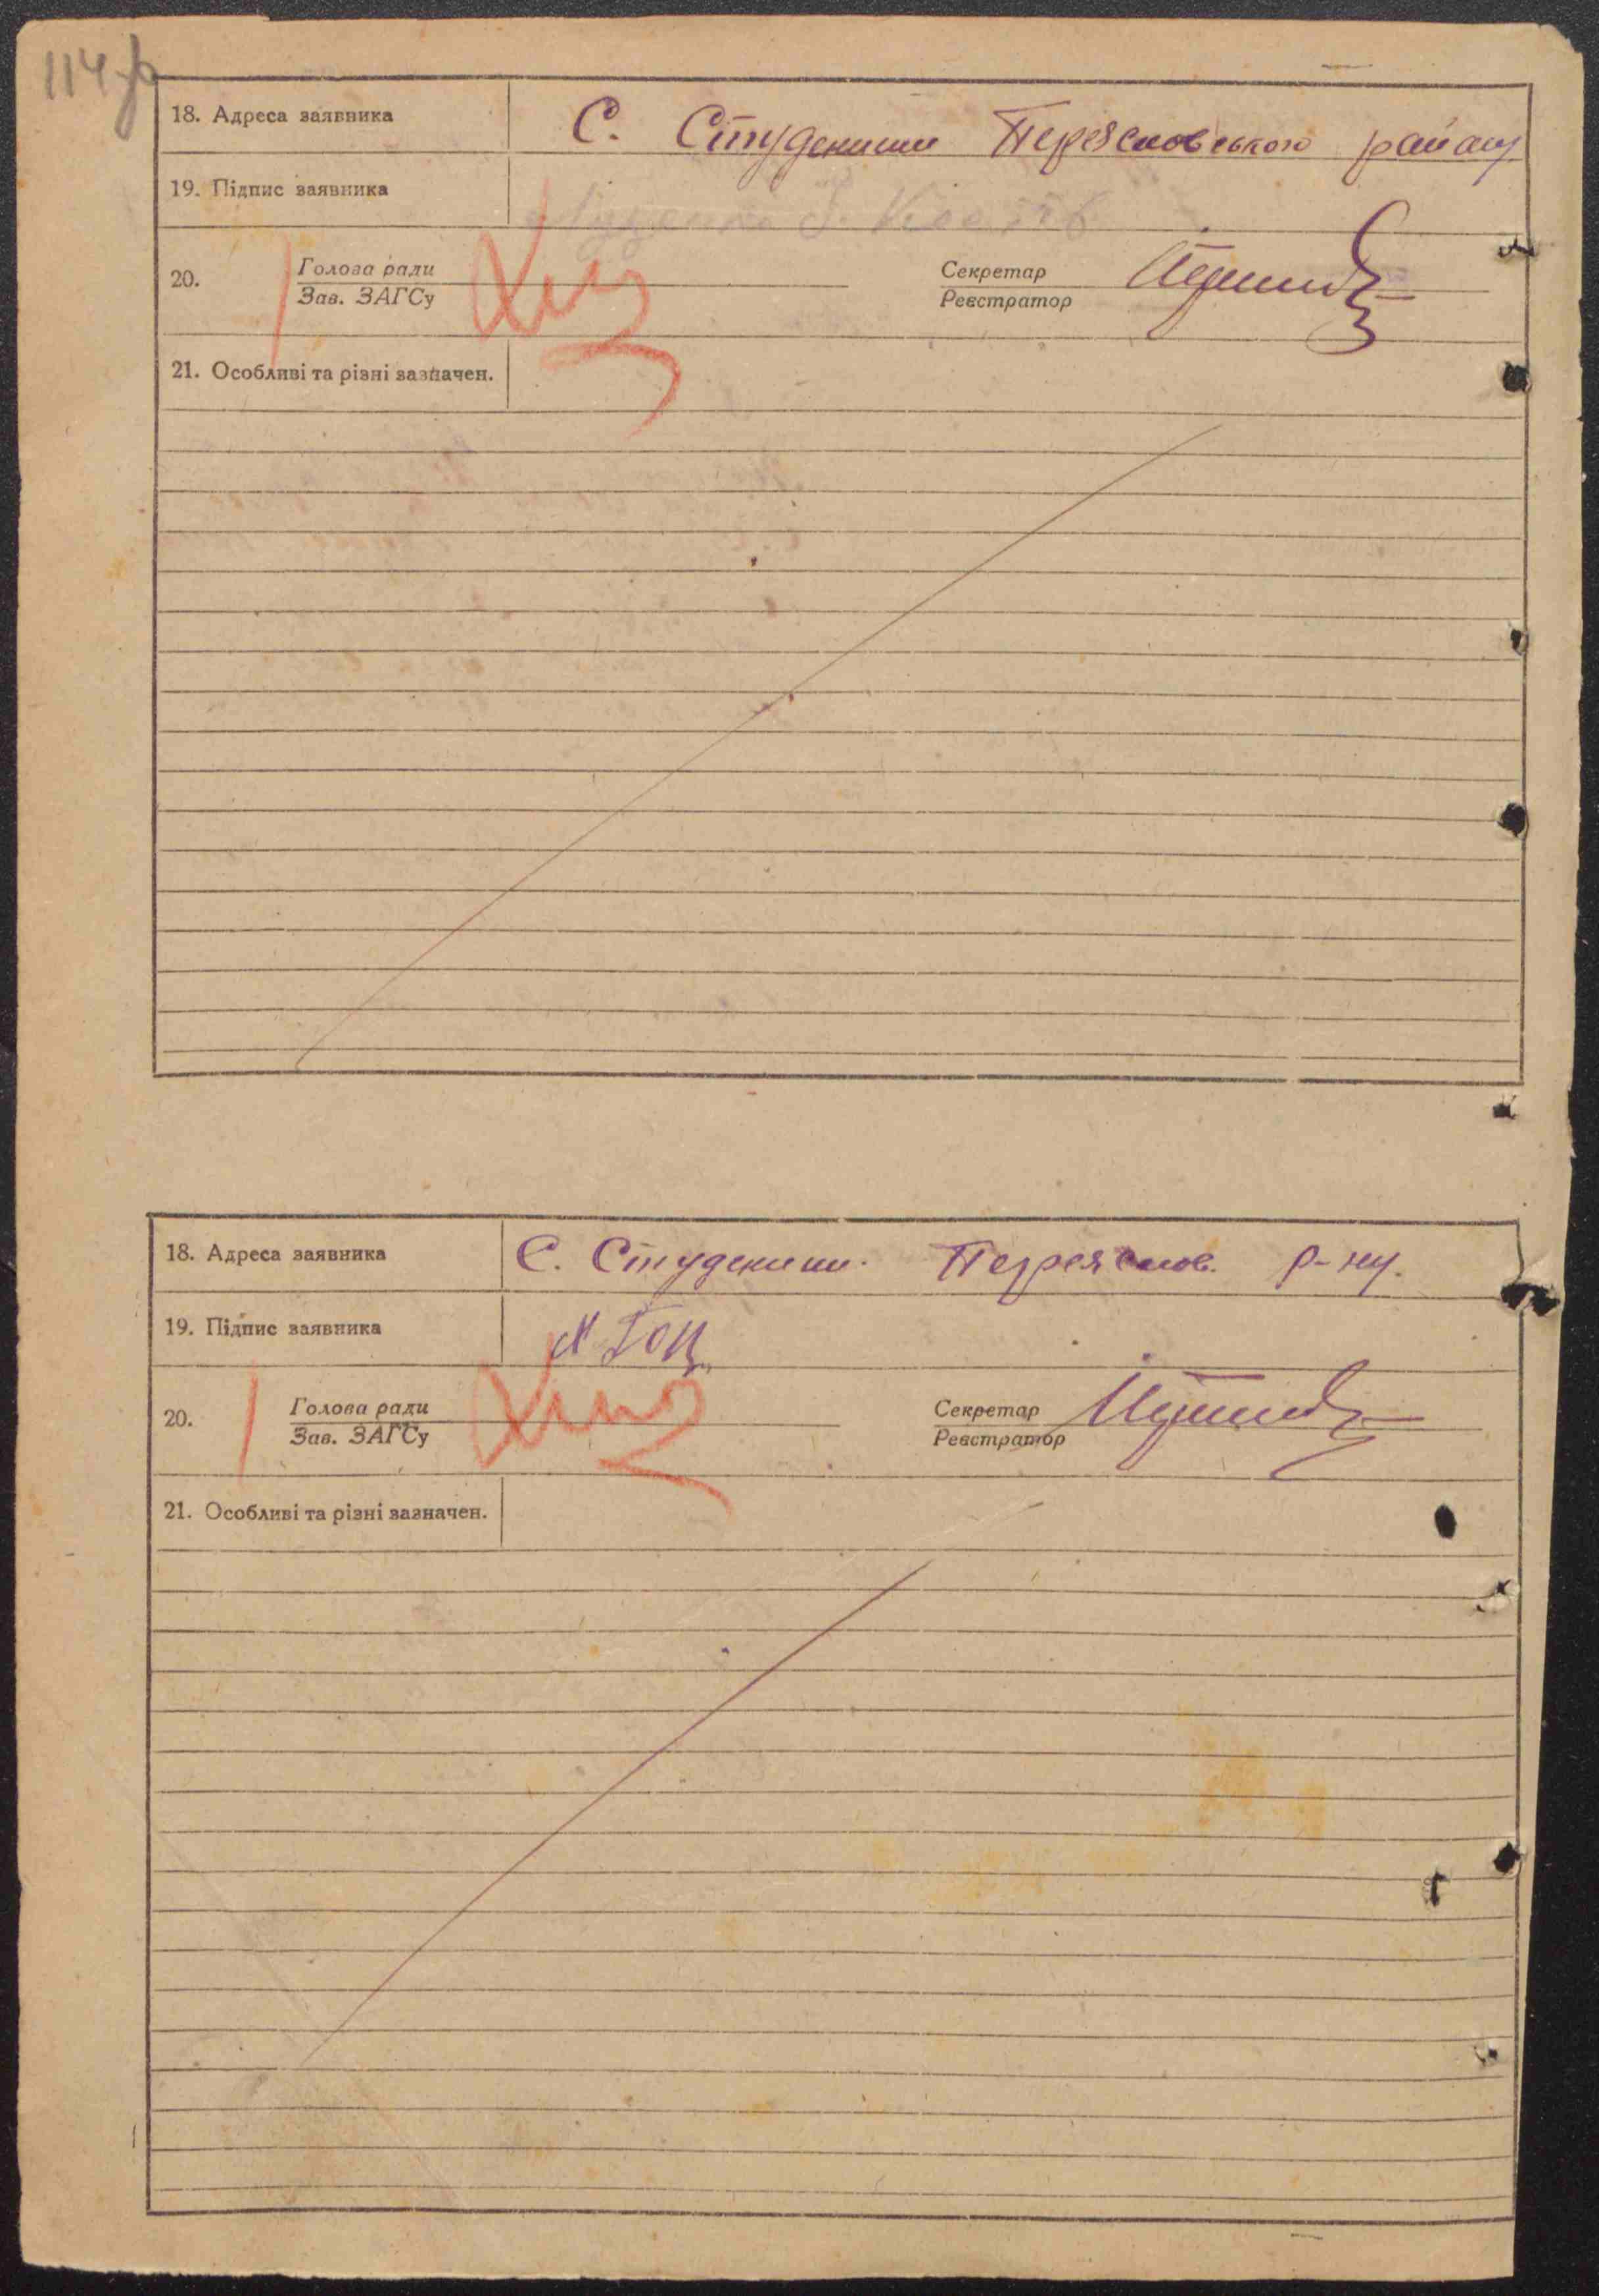 114
18. Адреса заявника С. Студеники Переяславського району
19. Підпис заявника
20. Голова ради Секретар
Зав. ЗАГСу Реєстратор
21. Особливі та різні зазначен.
18. Адреса заявника С. Студеники. Переяслов. р-ну.
19. Підпис заявника
20. Голова ради Секретар
Зав. ЗАГСу Реєстратор
21. Особливі та різні зазначен.